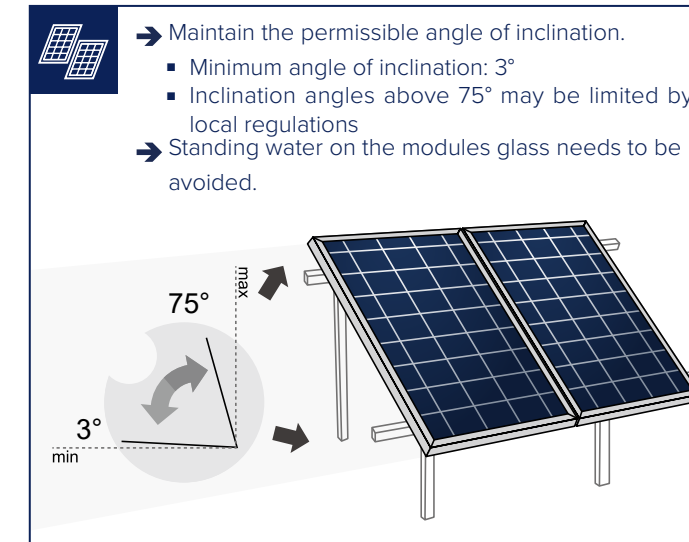 ➔ Maintain the permissible angle of inclination.
▪ Minimum angle of inclination: 3°
▪ Inclination angles above 75° may be limited by
local regulations
➔ Standing water on the modules glass needs to be
avoided.
max
75°
3°
min